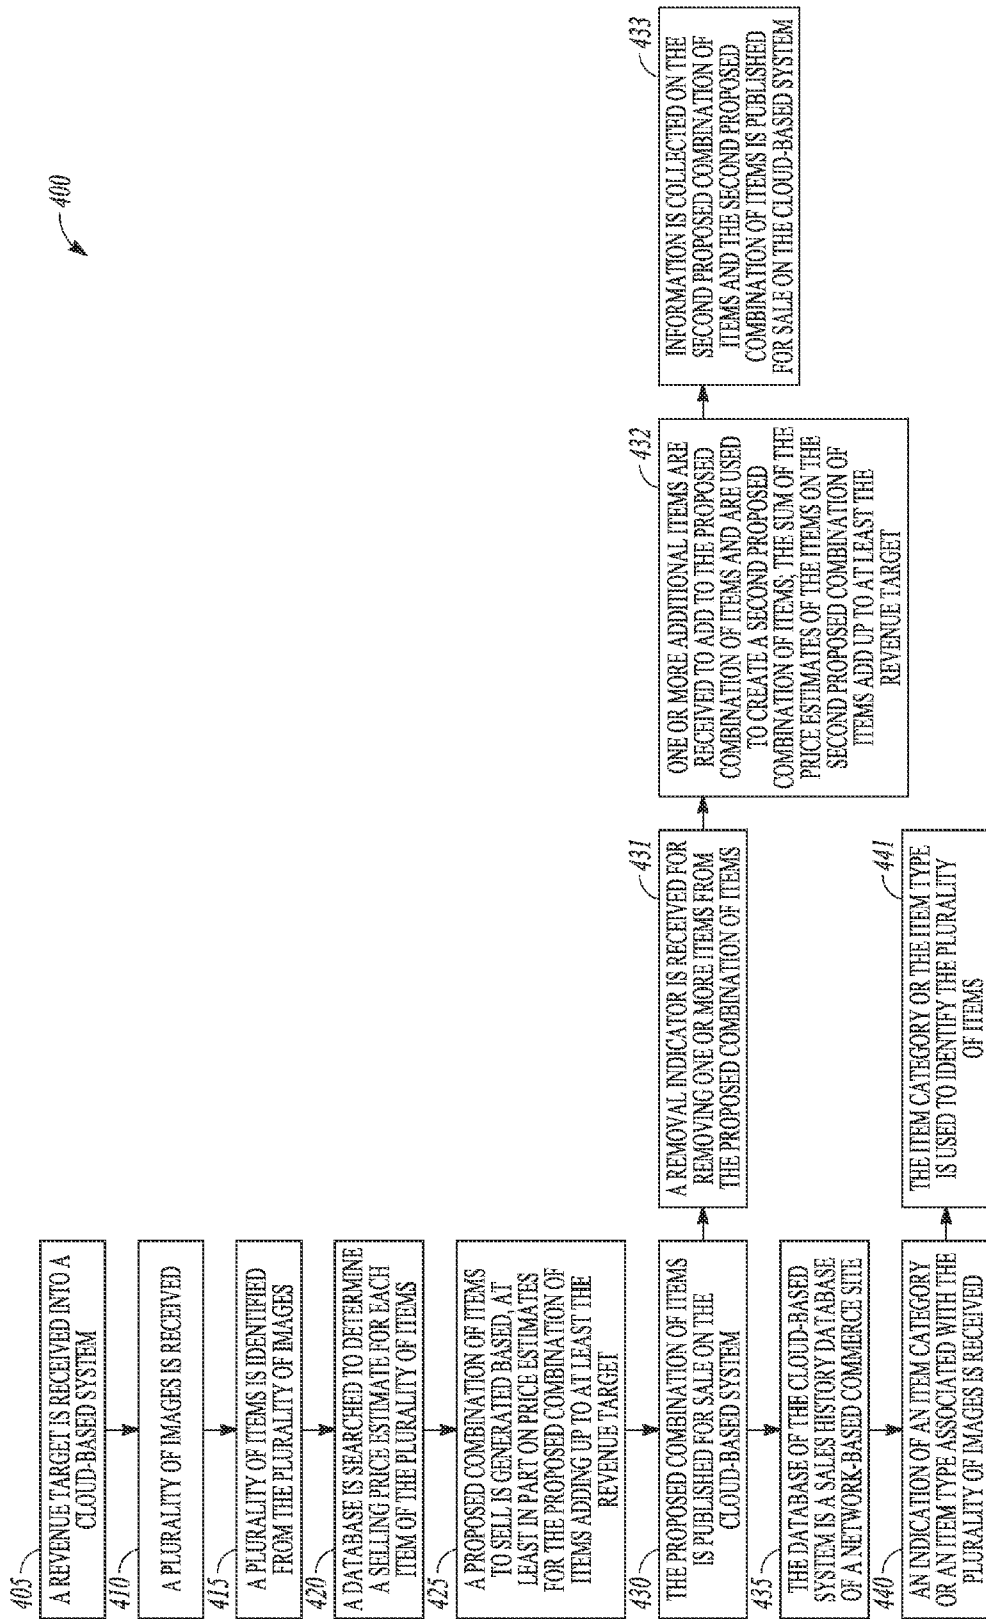 400
405
A REVENUE TARGET IS RECEIVED INTO A
CLOUD-BASED SYSTEM
410
A PLURALITY OF IMAGES IS RECEIVED
415
A PLURALITY OF ITEMS IS IDENTIFIED
FROM THE PLURALITY OF IMAGES
420
A DATABASE IS SEARCHED TO DETERMINE
A SELLING PRICE ESTIMATE FOR EACH
ITEM OF THE PLURALITY OF ITEMS
425
A PROPOSED COMBINATION OF ITEMS
TO SELL IS GENERATED BASED, AT
LEAST IN PART ON PRICE ESTIMATES
FOR THE PROPOSED COMBINATION OF
ITEMS ADDING UP TO AT LEAST THE
REVENUE TARGET
430
THE PROPOSED COMBINATION OF ITEMS
IS PUBLISHED FOR SALE ON THE
CLOUD-BASED SYSTEM
431
A REMOVAL INDICATOR IS RECEIVED FOR
REMOVING ONE OR MORE ITEMS FROM
THE PROPOSED COMBINATION OF ITEMS
432
ONE OR MORE ADDITIONAL ITEMS ARE
RECEIVED TO ADD TO THE PROPOSED
COMBINATION OF ITEMS AND ARE USED
TO CREATE A SECOND PROPOSED
COMBINATION OF ITEMS; THE SUM OF THE
PRICE ESTIMATES OF THE ITEMS ON THE
SECOND PROPOSED COMBINATION OF
ITEMS ADD UP TO AT LEAST THE
REVENUE TARGET
433
INFORMATION IS COLLECTED ON THE
SECOND PROPOSED COMBINATION OF
ITEMS AND THE SECOND PROPOSED
COMBINATION OF ITEMS IS PUBLISHED
FOR SALE ON THE CLOUD-BASED SYSTEM
435
THE DATABASE OF THE CLOUD-BASED
SYSTEM IS A SALES HISTORY DATABASE
OF A NETWORK-BASED COMMERCE SITE
440
AN INDICATION OF AN ITEM CATEGORY
OR AN ITEM TYPE ASSOCIATED WITH THE
PLURALITY OF IMAGES IS RECEIVED
441
THE ITEM CATEGORY OR THE ITEM TYPE
IS USED TO IDENTIFY THE PLURALITY
OF ITEMS